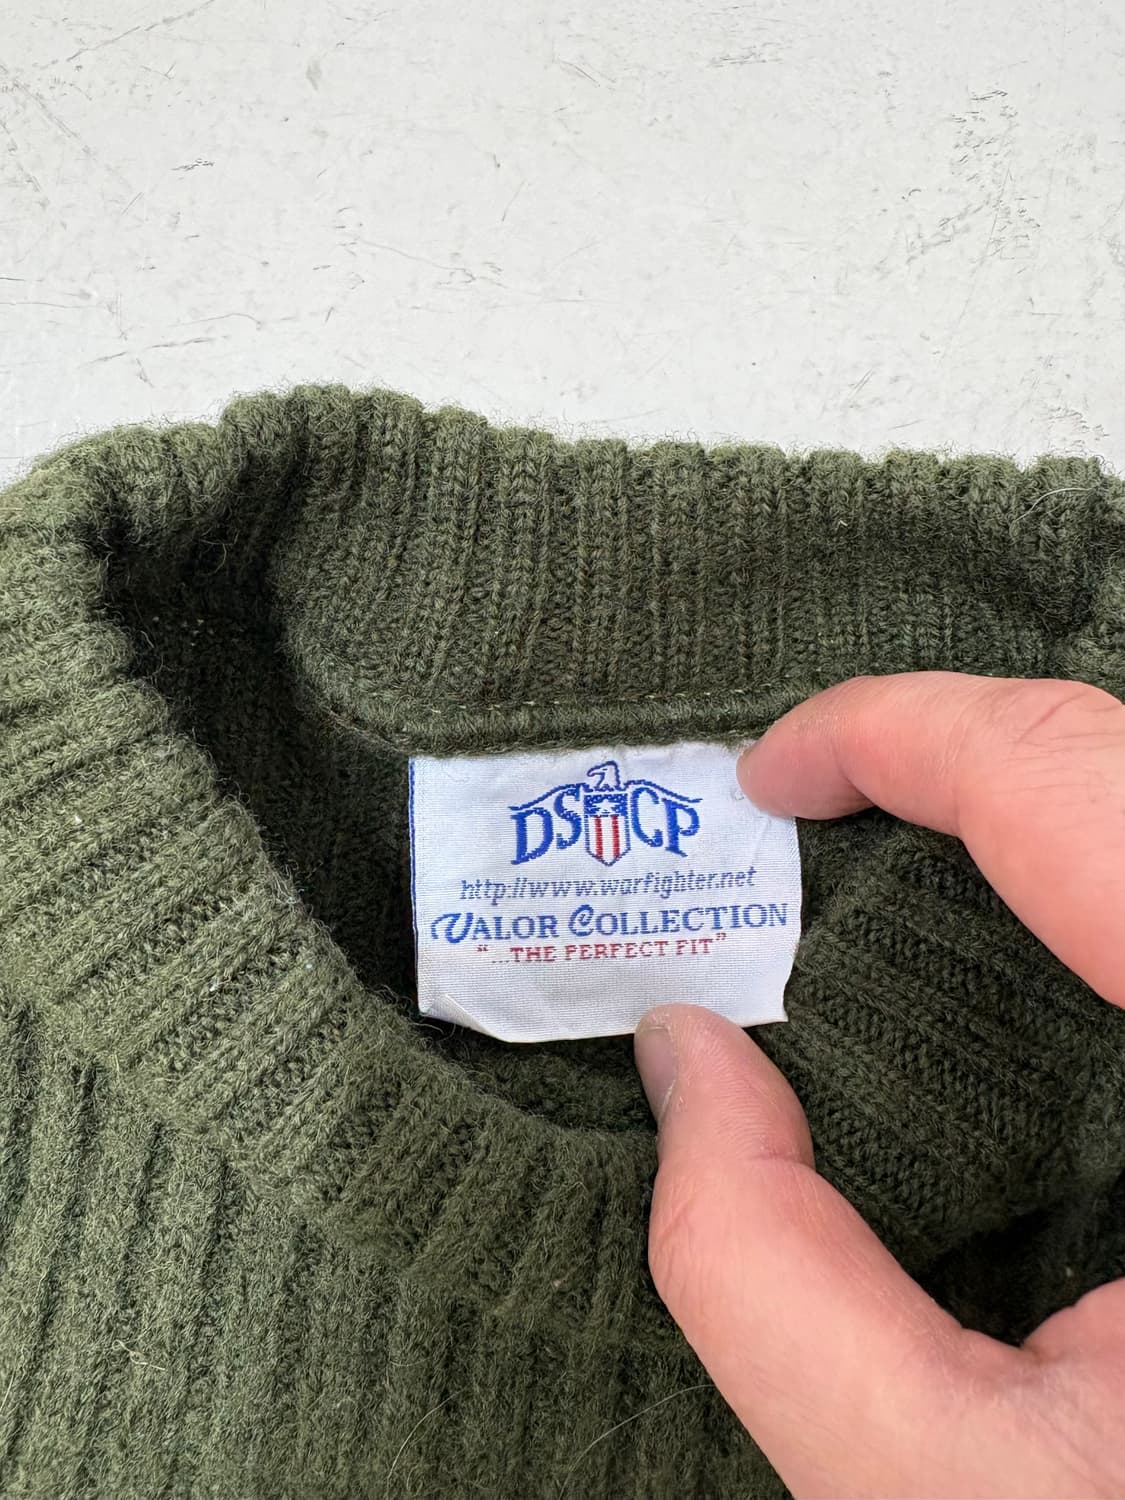 DSCP
http://www.warfighter.net
VALOR COLLECTION
"...THE PERFECT FIT"